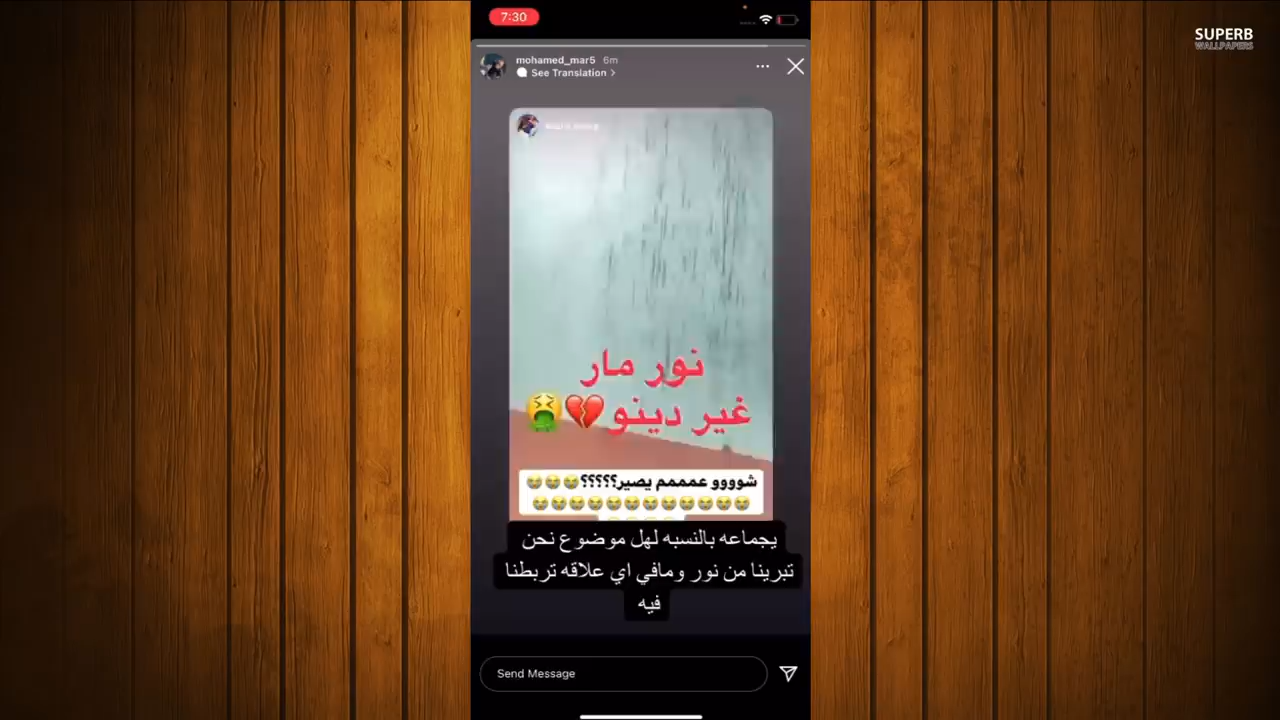 7:30
SUPERB
WALLPAPERS
mohamed_mar5 6m
See Translation >
نور مار
غير دينو💔🤮
شوووو عمممم يصير؟؟؟؟؟😭😭😭
😭😭😭😭😭😭😭😭😭😭😭😭
يجماعه بالنسبه لهل موضوع نحن
تبرينا من نور ومافي اي علاقه تربطنا
فيه
Send Message